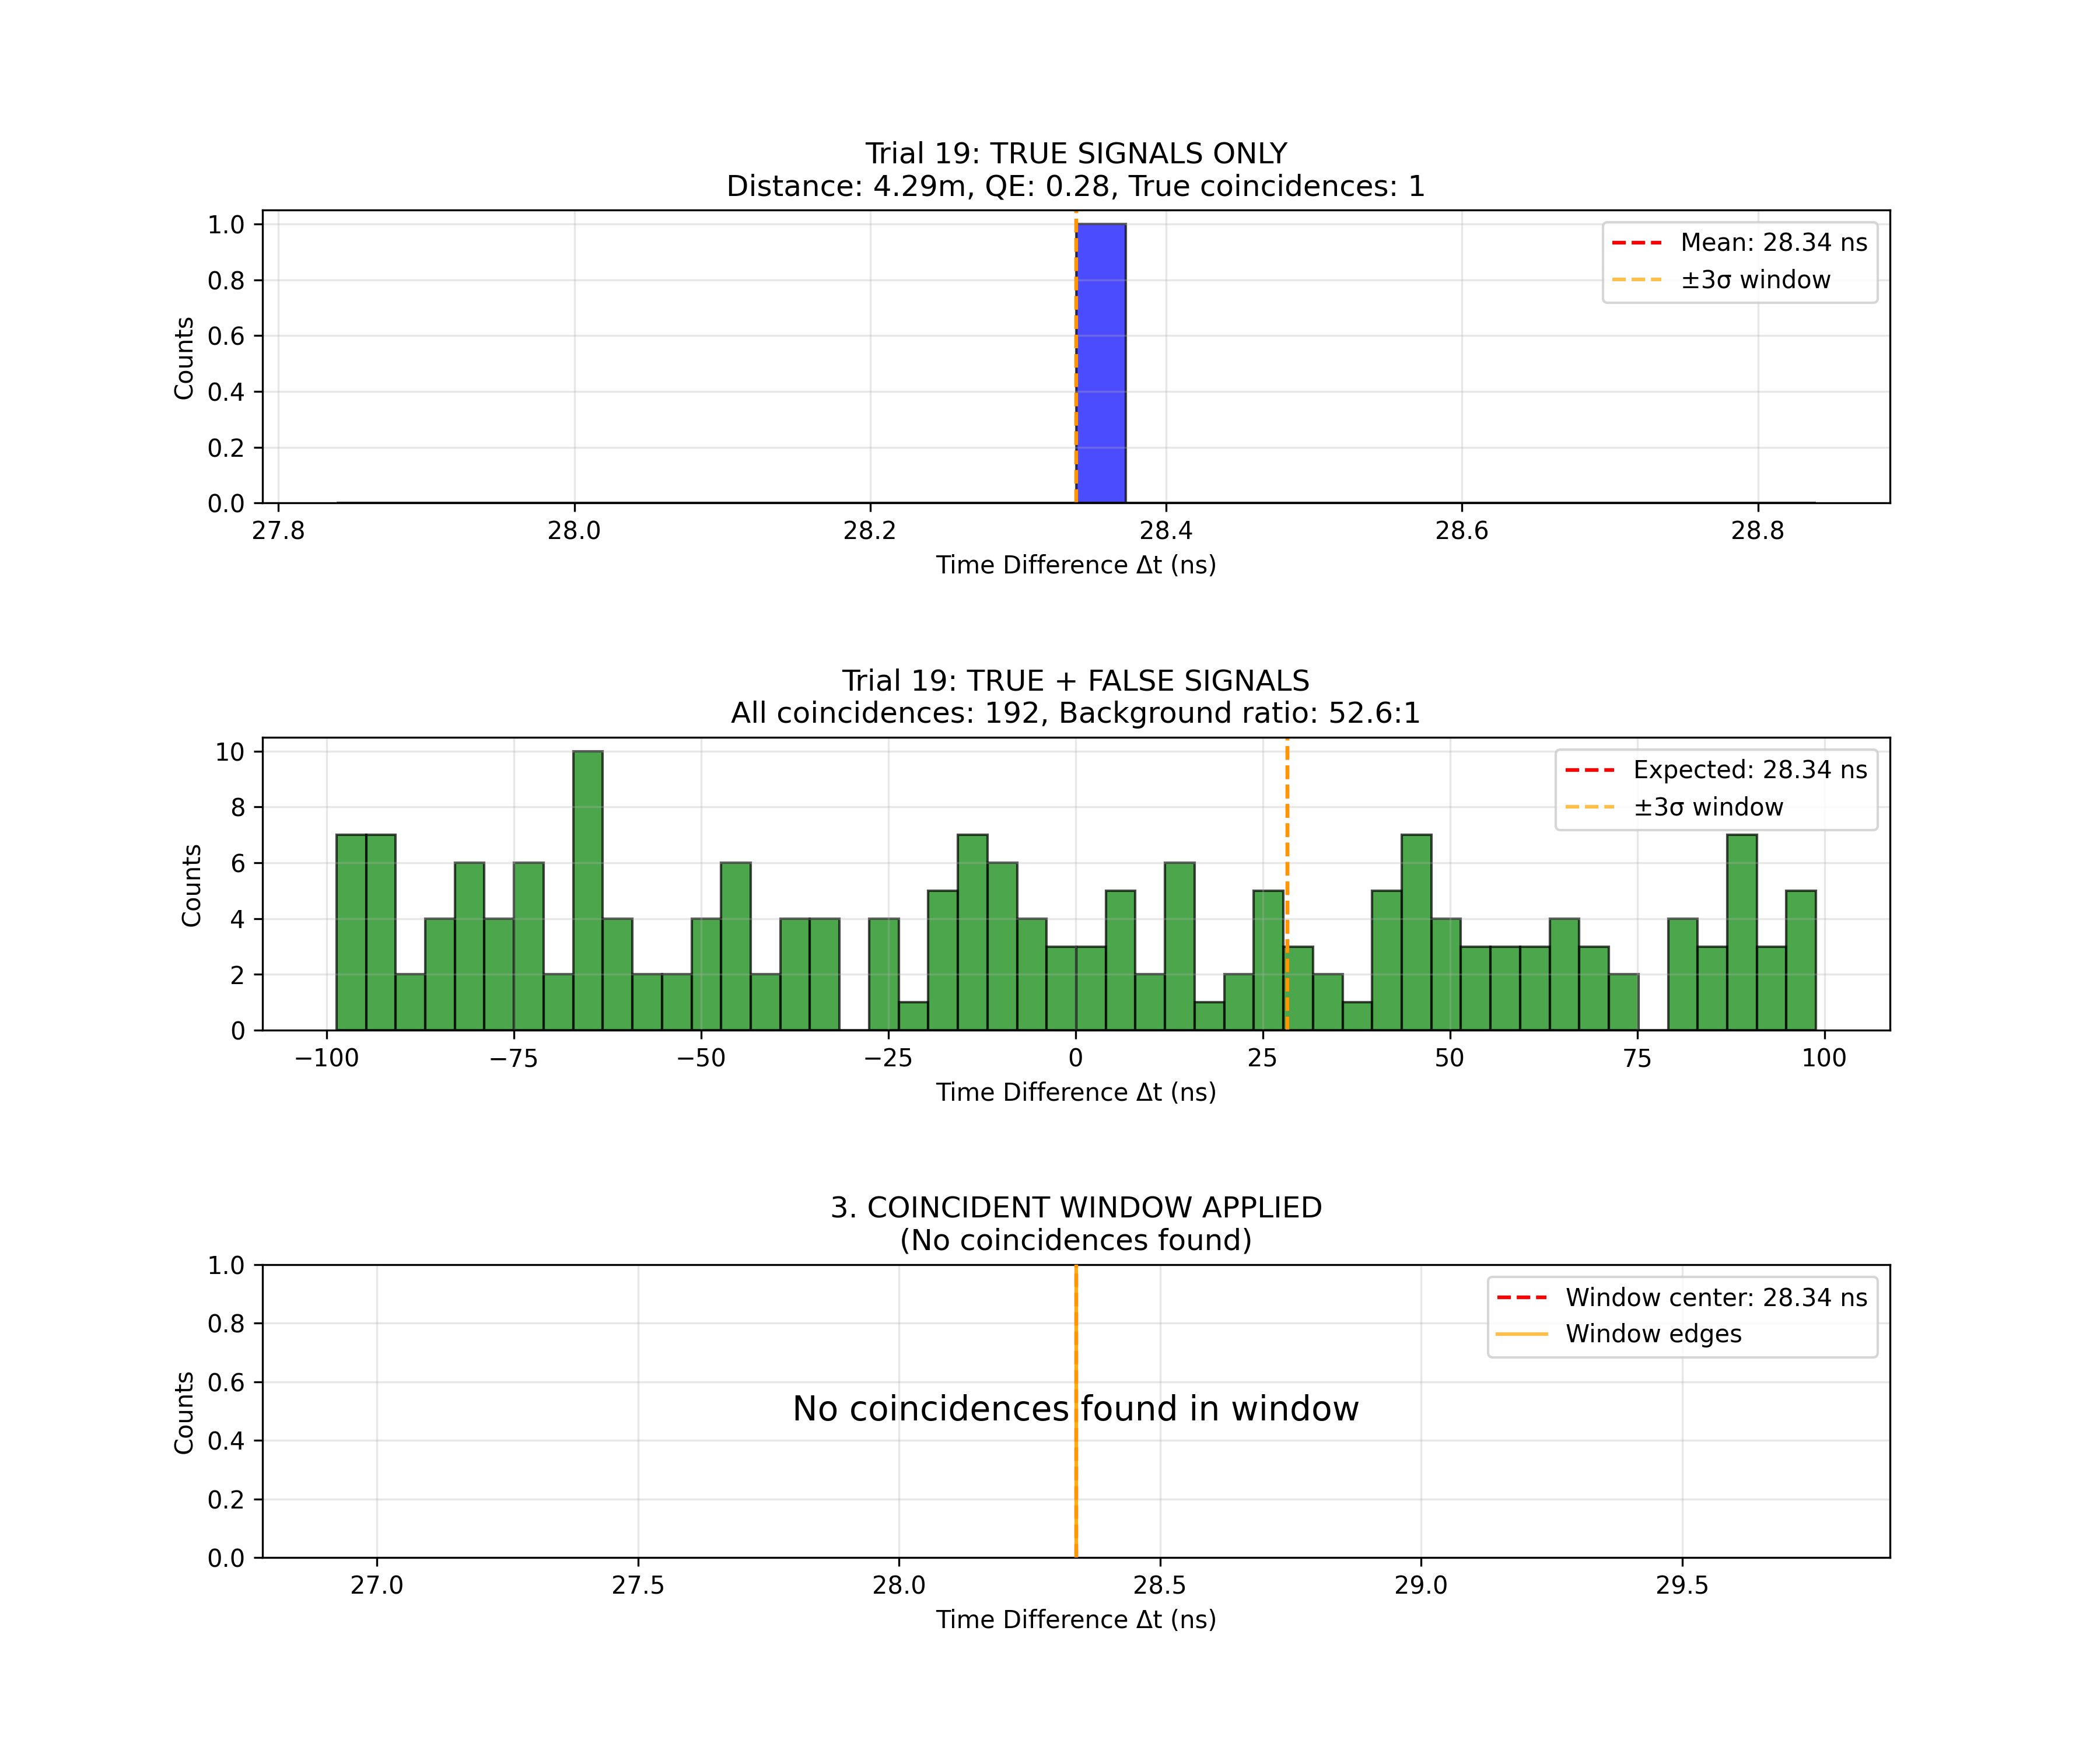 Trial 19: TRUE SIGNALS ONLY
Distance: 4.29m, QE: 0.28, True coincidences: 1
Mean: 28.34 ns
±3σ window
Counts
1.0
0.8
0.6
0.4
0.2
0.0
27.8 28.0 28.2 28.4 28.6 28.8
Time Difference Δt (ns)
Trial 19: TRUE + FALSE SIGNALS
All coincidences: 192, Background ratio: 52.6:1
Expected: 28.34 ns
±3σ window
Counts
10
8
6
4
2
0
−100 −75 −50 −25 0 25 50 75 100
Time Difference Δt (ns)
3. COINCIDENT WINDOW APPLIED
(No coincidences found)
Window center: 28.34 ns
Window edges
No coincidences found in window
Counts
1.0
0.8
0.6
0.4
0.2
0.0
27.0 27.5 28.0 28.5 29.0 29.5
Time Difference Δt (ns)